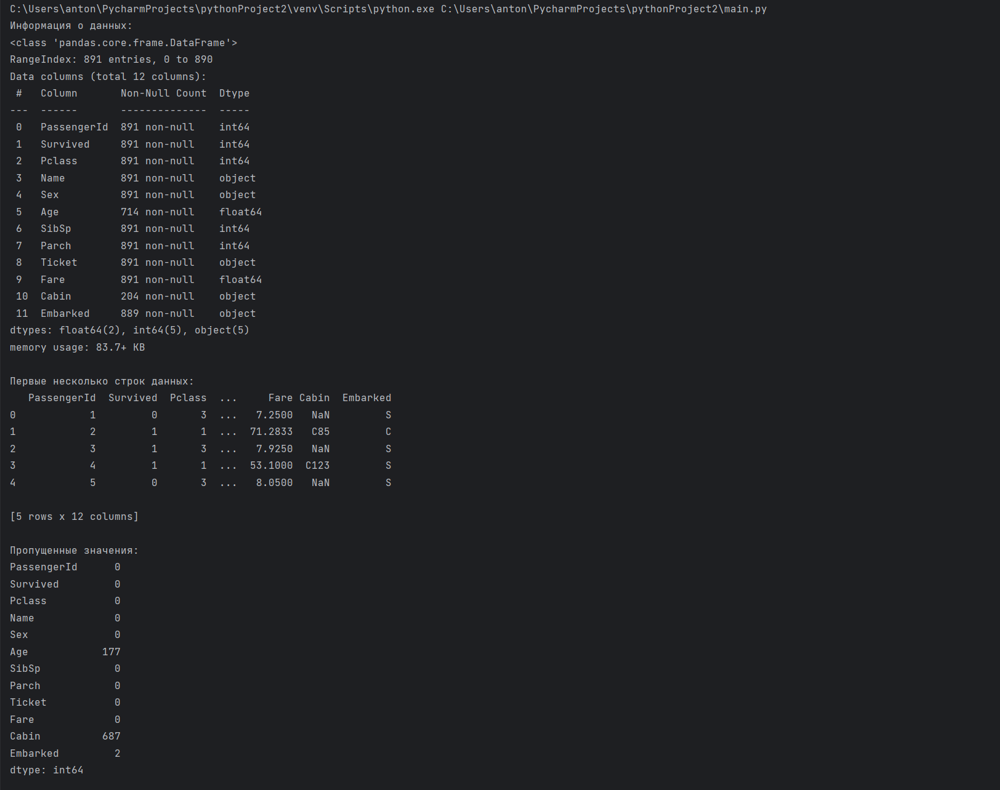 C:\Users\anton\PycharmProjects\pythonProject2\venv\Scripts\python.exe C:\Users\anton\PycharmProjects\pythonProject2\main.py
Информация о данных:
<class 'pandas.core.frame.DataFrame'>
RangeIndex: 891 entries, 0 to 890
Data columns (total 12 columns):
 #   Column       Non-Null Count  Dtype
---  ------       --------------  -----
 0   PassengerId  891 non-null    int64
 1   Survived     891 non-null    int64
 2   Pclass       891 non-null    int64
 3   Name         891 non-null    object
 4   Sex          891 non-null    object
 5   Age          714 non-null    float64
 6   SibSp        891 non-null    int64
 7   Parch        891 non-null    int64
 8   Ticket       891 non-null    object
 9   Fare         891 non-null    float64
 10  Cabin        204 non-null    object
 11  Embarked     889 non-null    object
dtypes: float64(2), int64(5), object(5)
memory usage: 83.7+ KB

Первые несколько строк данных:
   PassengerId  Survived  Pclass  ...     Fare Cabin  Embarked
0            1         0       3  ...   7.2500   NaN         S
1            2         1       1  ...  71.2833   C85         C
2            3         1       3  ...   7.9250   NaN         S
3            4         1       1  ...  53.1000  C123         S
4            5         0       3  ...   8.0500   NaN         S

[5 rows x 12 columns]

Пропущенные значения:
PassengerId      0
Survived         0
Pclass           0
Name             0
Sex              0
Age            177
SibSp            0
Parch            0
Ticket           0
Fare             0
Cabin          687
Embarked         2
dtype: int64